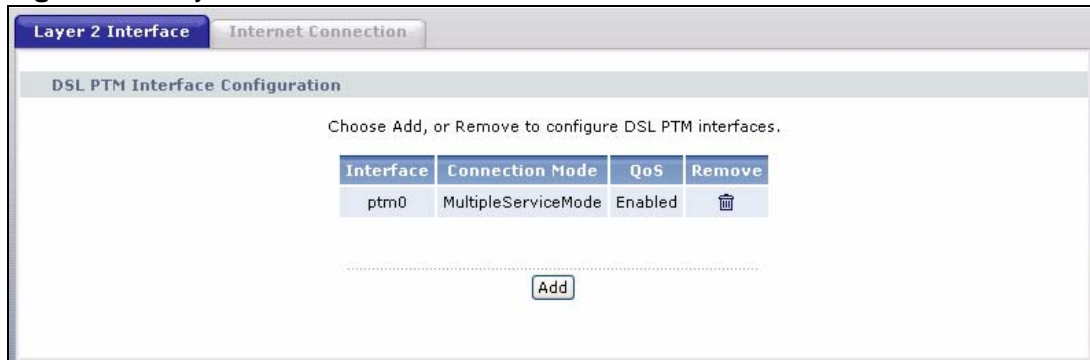 Layer 2 Interface Internet Connection
DSL PTM Interface Configuration
Choose Add, or Remove to configure DSL PTM interfaces.
Interface Connection Mode QoS Remove
ptm0 MultipleServiceMode Enabled
Add